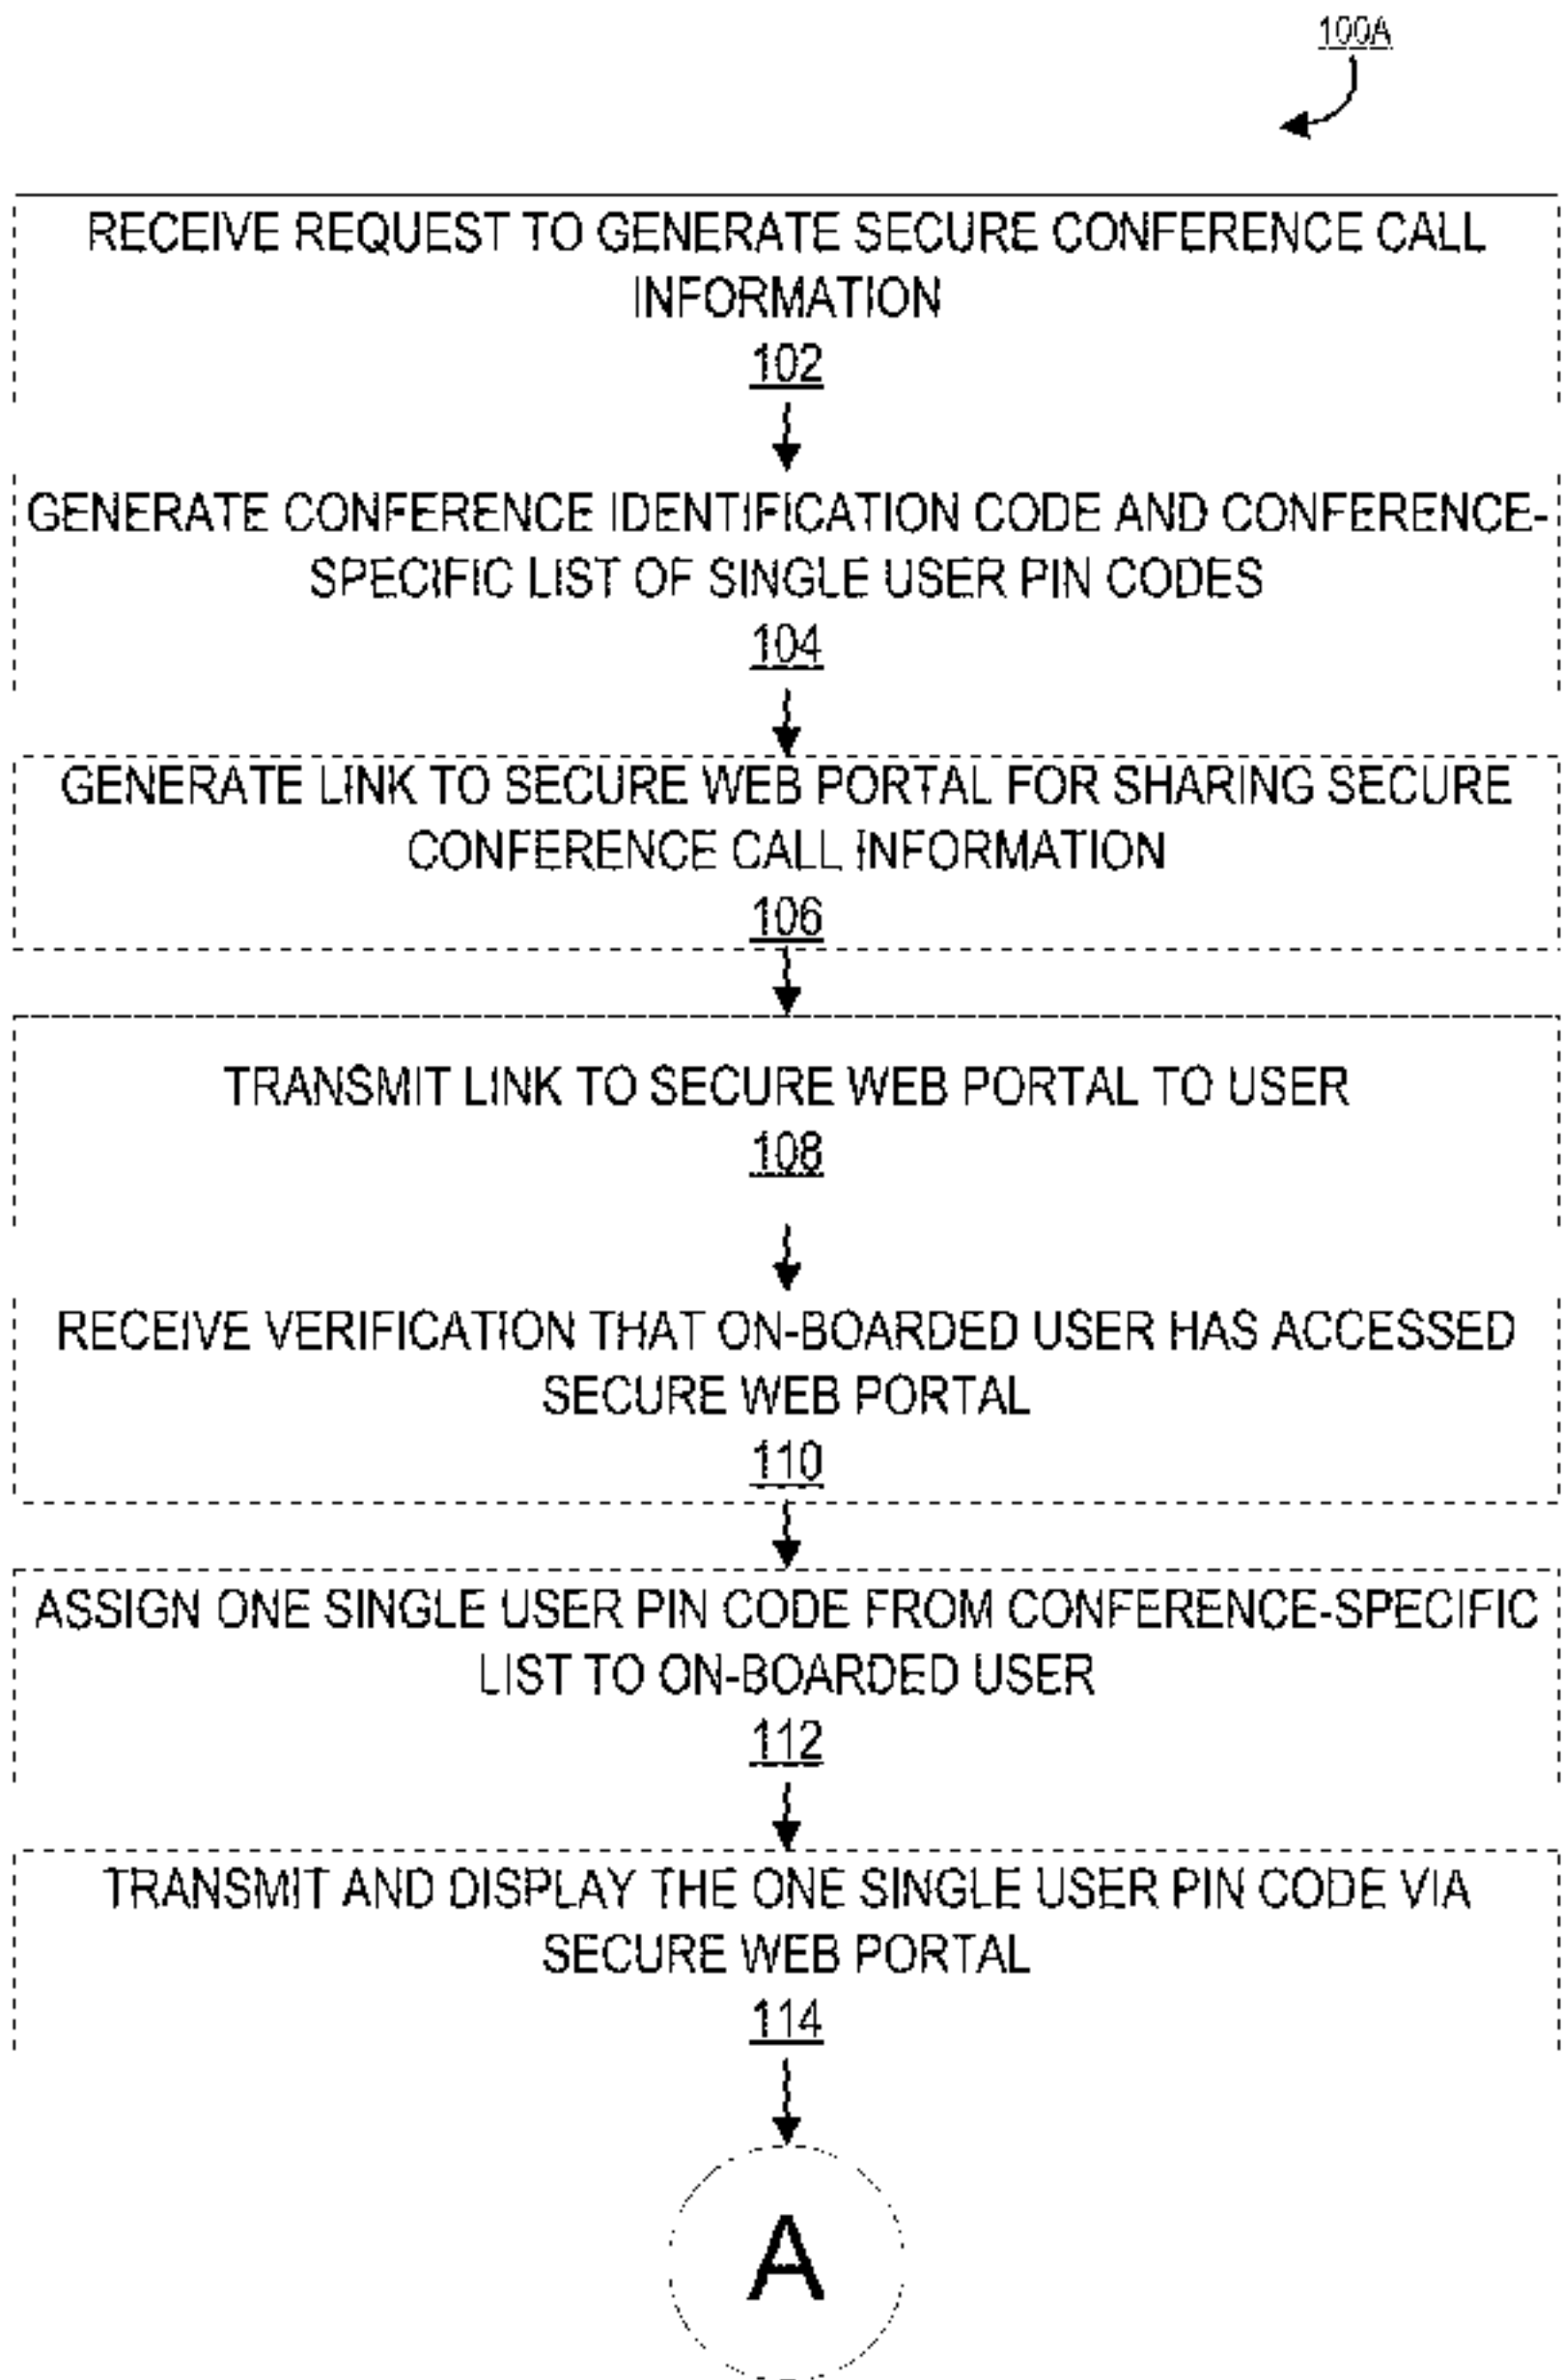 100A
RECEIVE REQUEST TO GENERATE SECURE CONFERENCE CALL
INFORMATION
102
GENERATE CONFERENCE IDENTIFICATION CODE AND CONFERENCE-
SPECIFIC LIST OF SINGLE USER PIN CODES
104
GENERATE LINK TO SECURE WEB PORTAL FOR SHARING SECURE
CONFERENCE CALL INFORMATION
106
TRANSMIT LINK TO SECURE WEB PORTAL TO USER
108
RECEIVE VERIFICATION THAT ON-BOARDED USER HAS ACCESSED
SECURE WEB PORTAL
110
ASSIGN ONE SINGLE USER PIN CODE FROM CONFERENCE-SPECIFIC
LIST TO ON-BOARDED USER
112
TRANSMIT AND DISPLAY THE ONE SINGLE USER PIN CODE VIA
SECURE WEB PORTAL
114
A